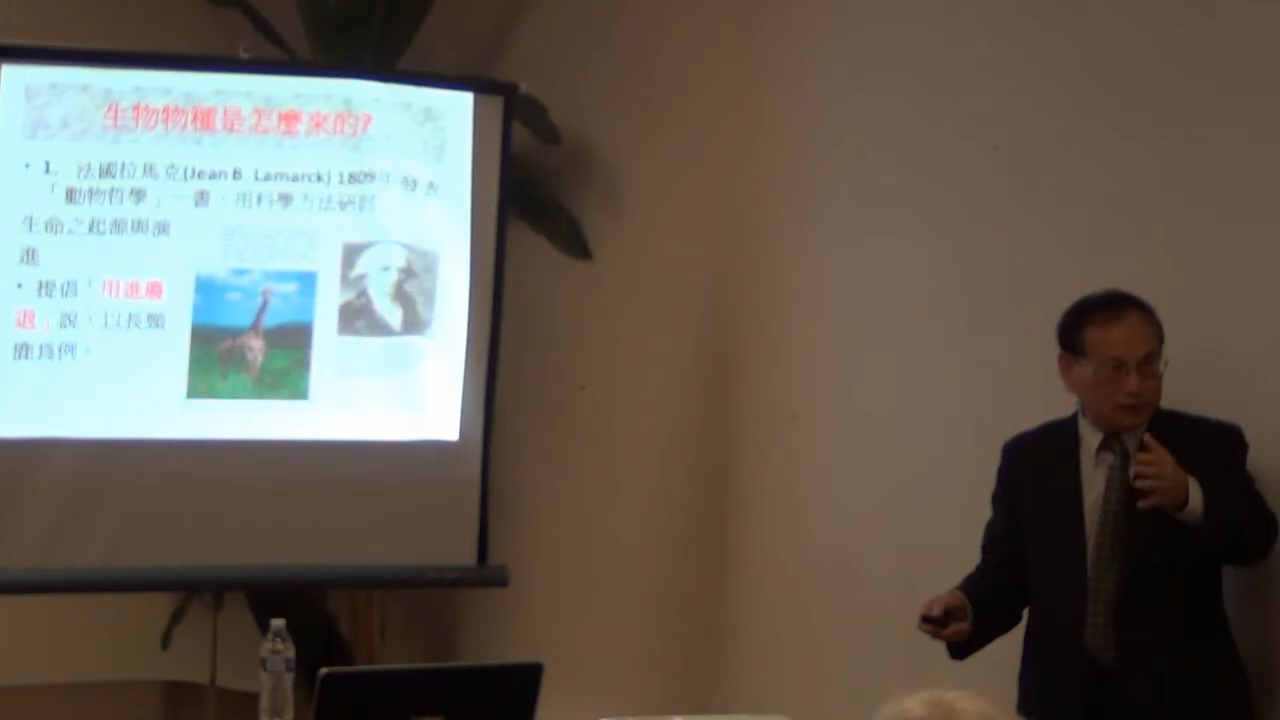 生物物種是怎麼來的?
• 1. 法國拉馬克(Jean B. Lamarck) 1809年發表
「動物哲學」一書、用科學方法研討
生命之起源與演
進
• 提倡「用進廢
退」說、以長頸
鹿為例。